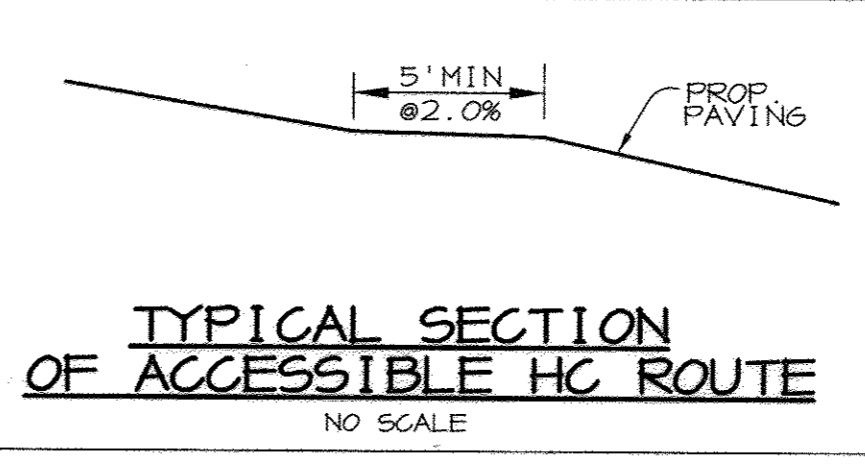 5'MIN
@2.0%
PROP.
PAVING
TYPICAL SECTION
OF ACCESSIBLE HC ROUTE
NO SCALE